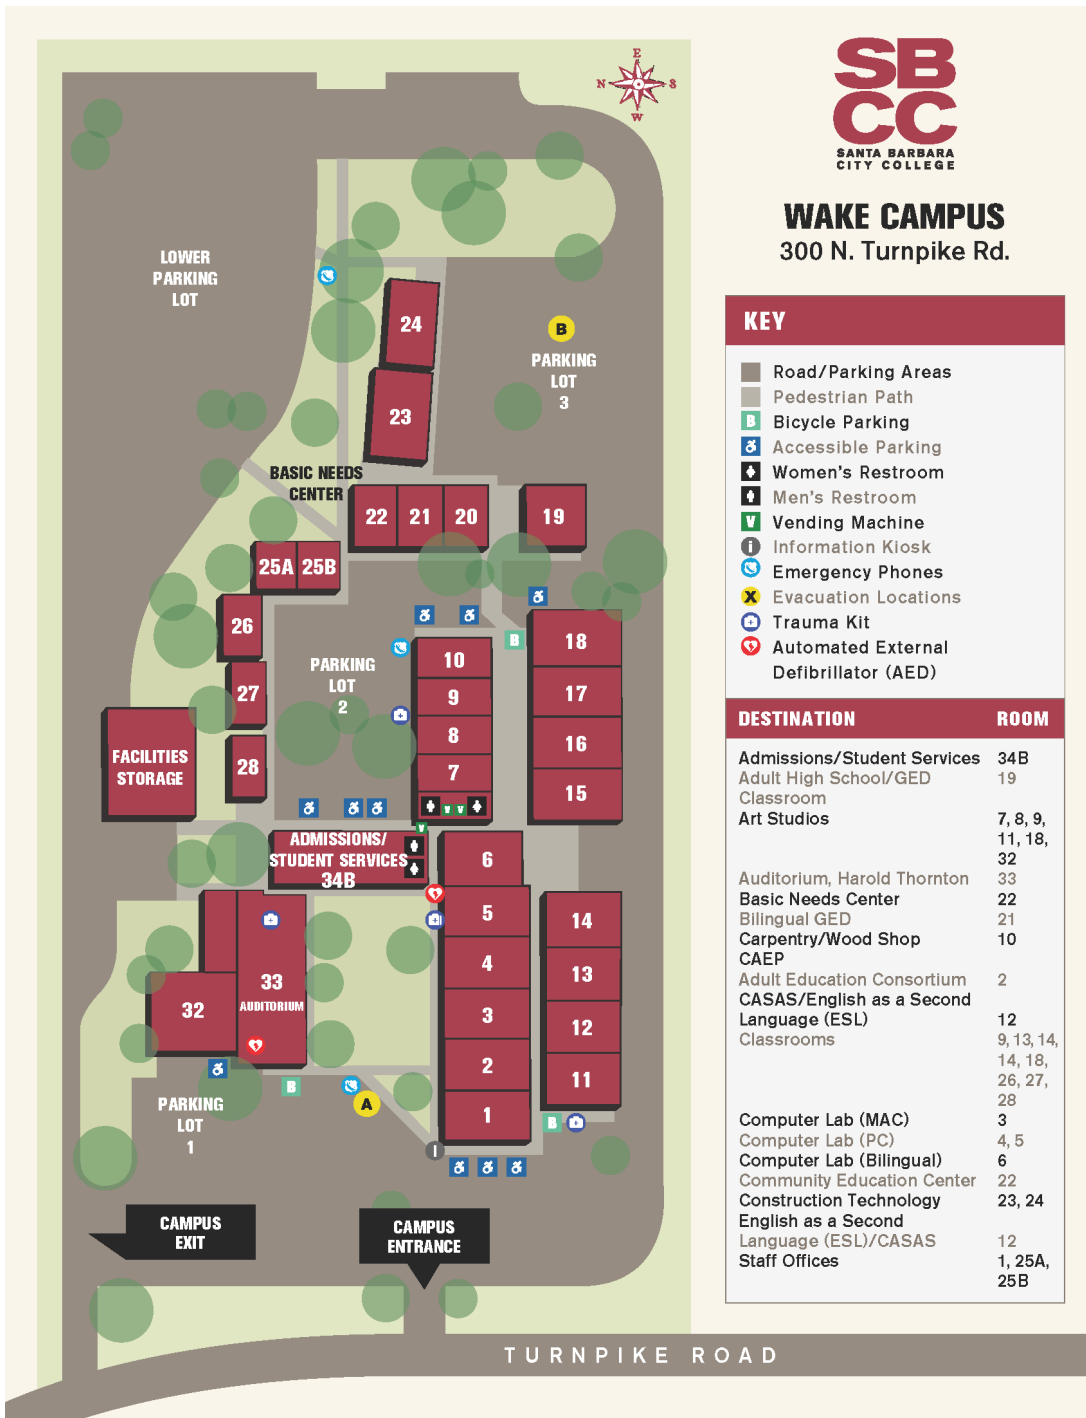 SB
CC
SANTA BARBARA
CITY COLLEGE
WAKE CAMPUS
300 N. Turnpike Rd.
E
N
S
W
LOWER
PARKING
LOT
24
B
PARKING
LOT
3
23
BASIC NEEDS
CENTER
22
21
20
19
25A
25B
26
18
B
10
PARKING
LOT
2
27
9
17
8
16
FACILITIES
STORAGE
28
7
15
V
V
V
ADMISSIONS/
STUDENT SERVICES
34B
6
5
14
4
13
33
AUDITORIUM
32
3
12
2
11
B
A
1
B
i
PARKING
LOT
1
CAMPUS
EXIT
CAMPUS
ENTRANCE
TURNPIKE ROAD
KEY
Road/Parking Areas
Pedestrian Path
B Bicycle Parking
Accessible Parking
Women's Restroom
Men's Restroom
V Vending Machine
i Information Kiosk
Emergency Phones
X Evacuation Locations
Trauma Kit
Automated External
Defibrillator (AED)
DESTINATION ROOM
Admissions/Student Services 34B
Adult High School/GED 19
Classroom
Art Studios 7, 8, 9,
11, 18,
32
Auditorium, Harold Thornton 33
Basic Needs Center 22
Bilingual GED 21
Carpentry/Wood Shop 10
CAEP
Adult Education Consortium 2
CASAS/English as a Second
Language (ESL) 12
Classrooms 9, 13, 14,
14, 18,
26, 27,
28
Computer Lab (MAC) 3
Computer Lab (PC) 4, 5
Computer Lab (Bilingual) 6
Community Education Center 22
Construction Technology 23, 24
English as a Second
Language (ESL)/CASAS 12
Staff Offices 1, 25A,
25B